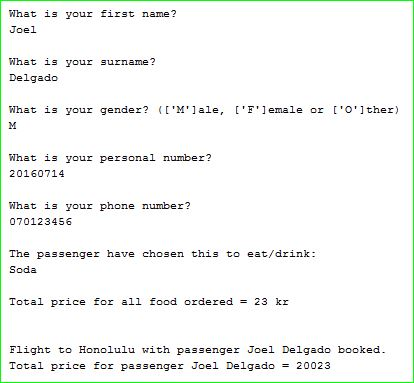 What is your first name?
Joel
What is your surname?
Delgado
What is your gender? (['M']ale, ['F']emale or ['O']ther)
M
What is your personal number?
20160714
What is your phone number?
070123456
The passenger have chosen this to eat/drink:
Soda
Total price for all food ordered = 23 kr
Flight to Honolulu with passenger Joel Delgado booked.
Total price for passenger Joel Delgado = 20023